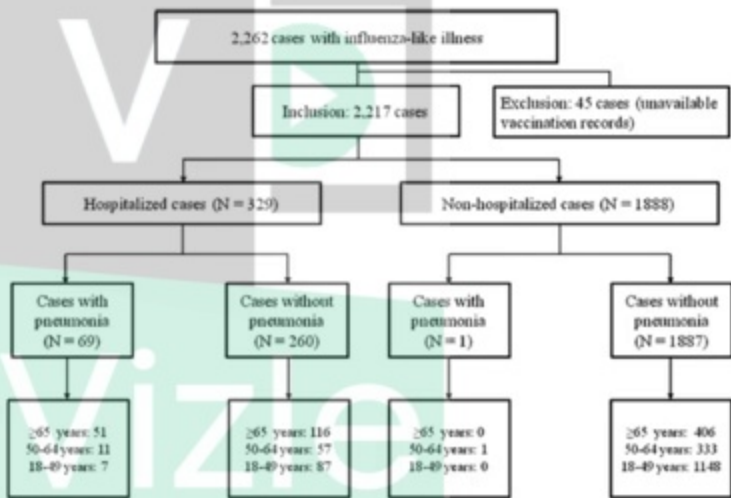 2,262 cases with influenza-like illness
Inclusion: 2,217 cases
Exclusion: 45 cases (unavailable
vaccination records)
Hospitalized cases (N = 329)
Non-hospitalized cases (N = 1888)
Cases with
pneumonia
(N = 69)
Cases without
pneumonia
(N = 260)
Cases with
pneumonia
(N = 1)
Cases without
pneumonia
(N = 1887)
≥65 years: 51
50-64 years: 11
18-49 years: 7
≥65 years: 116
50-64 years: 57
18-49 years: 87
≥65 years: 0
50-64 years: 1
18-49 years: 0
≥65 years: 406
50-64 years: 333
18-49 years: 1148
V
Vizle